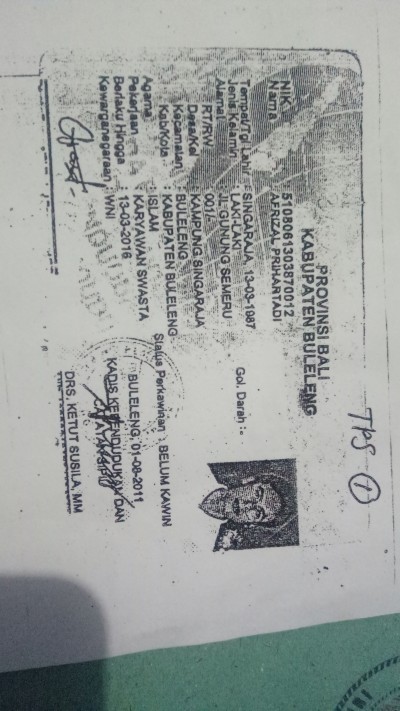 TPS 1
PROVINSI BALI
KABUPATEN BULELENG
NIK : 5108061303870012
Nama : AFRIZAL PRIHARTADI
Tempat/Tgl Lahir : SINGARAJA, 13-03-1987
Jenis Kelamin : LAKI-LAKI Gol. Darah : -
Alamat : JL.GUNUNG SEMERU
RT/RW : 001/-
Desa/Kel : KAMPUNG SINGARAJA
Kecamatan : BULELENG
Kab/Kota : KABUPATEN BULELENG
Agama : ISLAM Status Perkawinan : BELUM KAWIN
Pekerjaan : KARYAWAN SWASTA
Berlaku Hingga : 13-03-2016
Kewarganegaraan : WNI
BULELENG, 01-08-2011
KADIS KEPENDUDUKAN DAN
DRS. KETUT SUSILA, MM